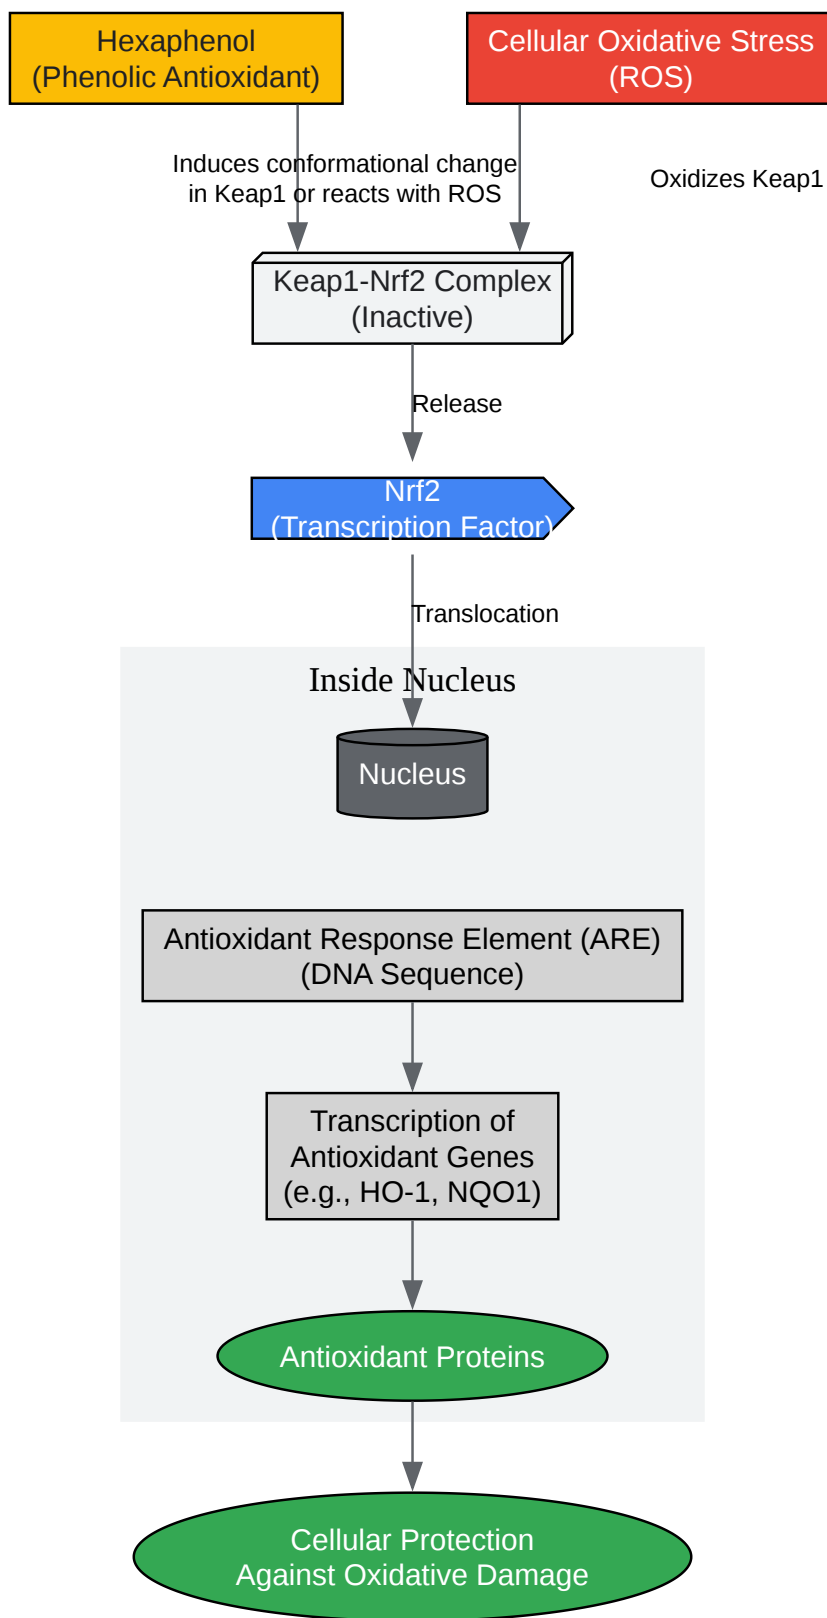 Hexaphenol
(Phenolic Antioxidant)
Cellular Oxidative Stress
(ROS)
Induces conformational change
in Keap1 or reacts with ROS
Oxidizes Keap1
Keap1-Nrf2 Complex
(Inactive)
Release
Nrf2
(Transcription Factor)
Translocation
Inside Nucleus
Nucleus
Antioxidant Response Element (ARE)
(DNA Sequence)
Transcription of
Antioxidant Genes
(e.g., HO-1, NQO1)
Antioxidant Proteins
Cellular Protection
Against Oxidative Damage